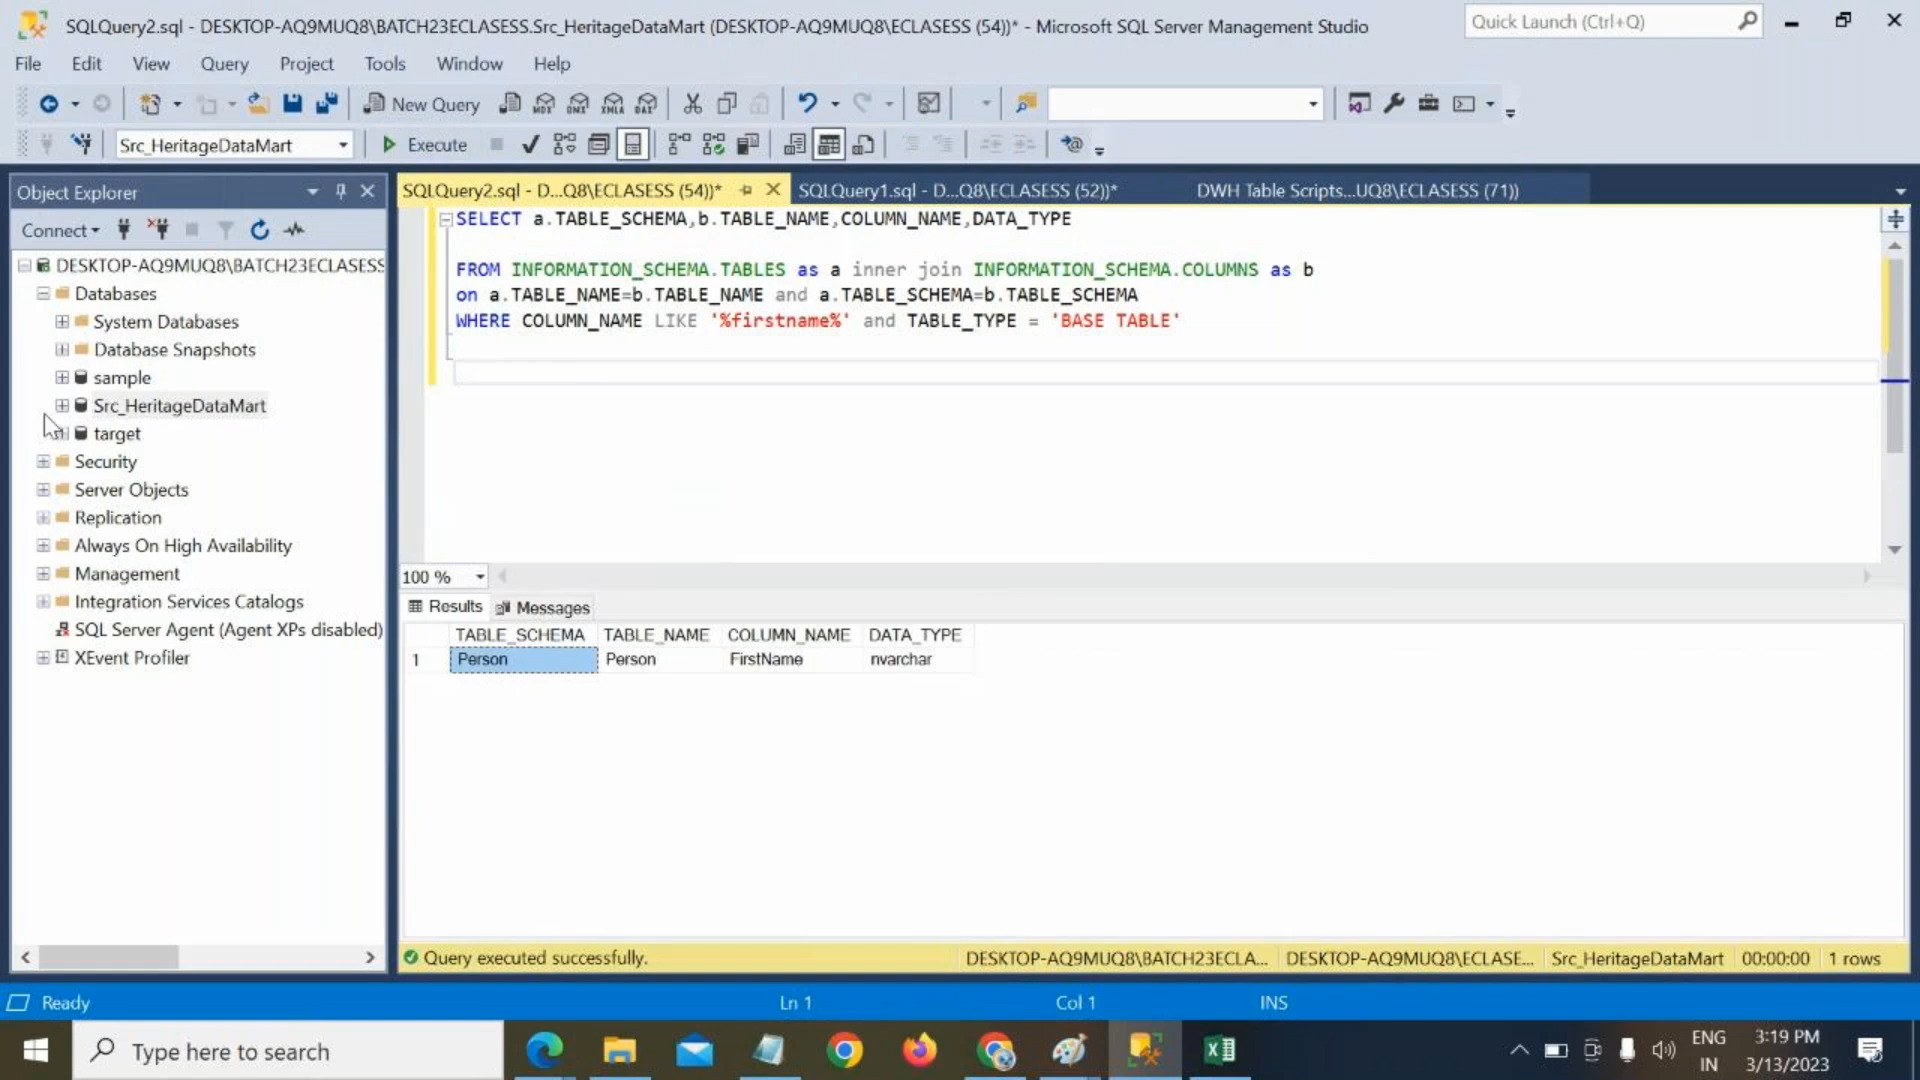 SQLQuery2.sql - DESKTOP-AQ9MUQ8\BATCH23ECLASESS.Src_HeritageDataMart (DESKTOP-AQ9MUQ8\ECLASESS (54))* - Microsoft SQL Server Management Studio
Quick Launch (Ctrl+Q)
File Edit View Query Project Tools Window Help
New Query
MDX DMX XMLA DAX
Src_HeritageDataMart
Execute
Object Explorer
SQLQuery2.sql - D...Q8\ECLASESS (54))*
SQLQuery1.sql - D...Q8\ECLASESS (52))*
DWH Table Scripts...UQ8\ECLASESS (71))
Connect
DESKTOP-AQ9MUQ8\BATCH23ECLASESS
Databases
System Databases
Database Snapshots
sample
Src_HeritageDataMart
target
Security
Server Objects
Replication
Always On High Availability
Management
Integration Services Catalogs
SQL Server Agent (Agent XPs disabled)
XEvent Profiler
SELECT a.TABLE_SCHEMA,b.TABLE_NAME,COLUMN_NAME,DATA_TYPE
FROM INFORMATION_SCHEMA.TABLES as a inner join INFORMATION_SCHEMA.COLUMNS as b
on a.TABLE_NAME=b.TABLE_NAME and a.TABLE_SCHEMA=b.TABLE_SCHEMA
WHERE COLUMN_NAME LIKE '%firstname%' and TABLE_TYPE = 'BASE TABLE'
100 %
Results Messages
TABLE_SCHEMA TABLE_NAME COLUMN_NAME DATA_TYPE
1 Person Person FirstName nvarchar
Query executed successfully.
DESKTOP-AQ9MUQ8\BATCH23ECLA... DESKTOP-AQ9MUQ8\ECLASE... Src_HeritageDataMart 00:00:00 1 rows
Ready Ln 1 Col 1 INS
Type here to search
ENG
IN
3:19 PM
3/13/2023